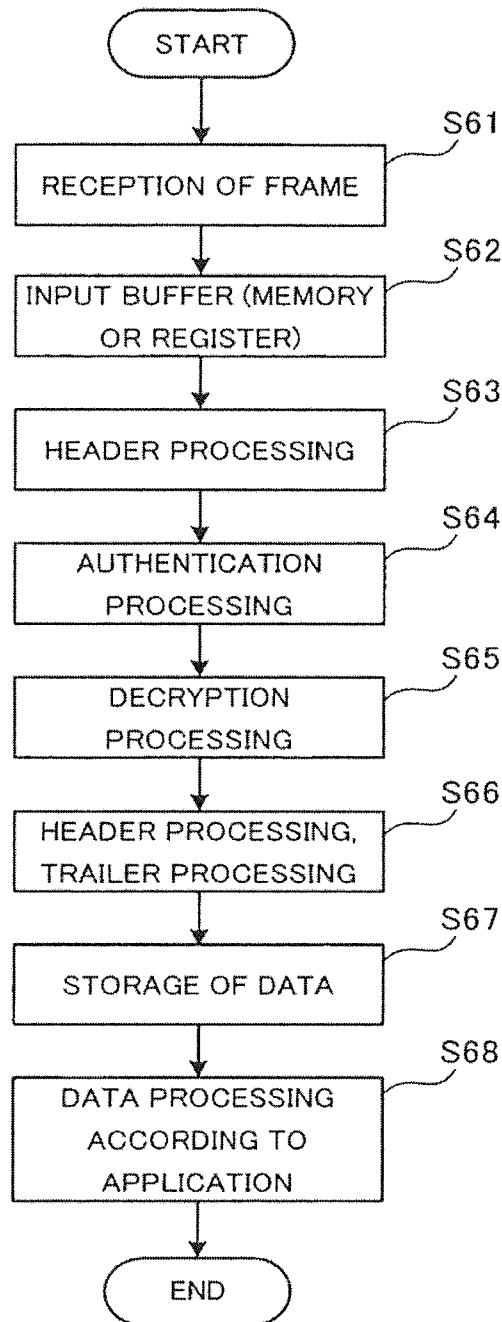 START
S61
RECEPTION OF FRAME
S62
INPUT BUFFER (MEMORY
OR REGISTER)
S63
HEADER PROCESSING
S64
AUTHENTICATION
PROCESSING
S65
DECRYPTION
PROCESSING
S66
HEADER PROCESSING,
TRAILER PROCESSING
S67
STORAGE OF DATA
S68
DATA PROCESSING
ACCORDING TO
APPLICATION
END